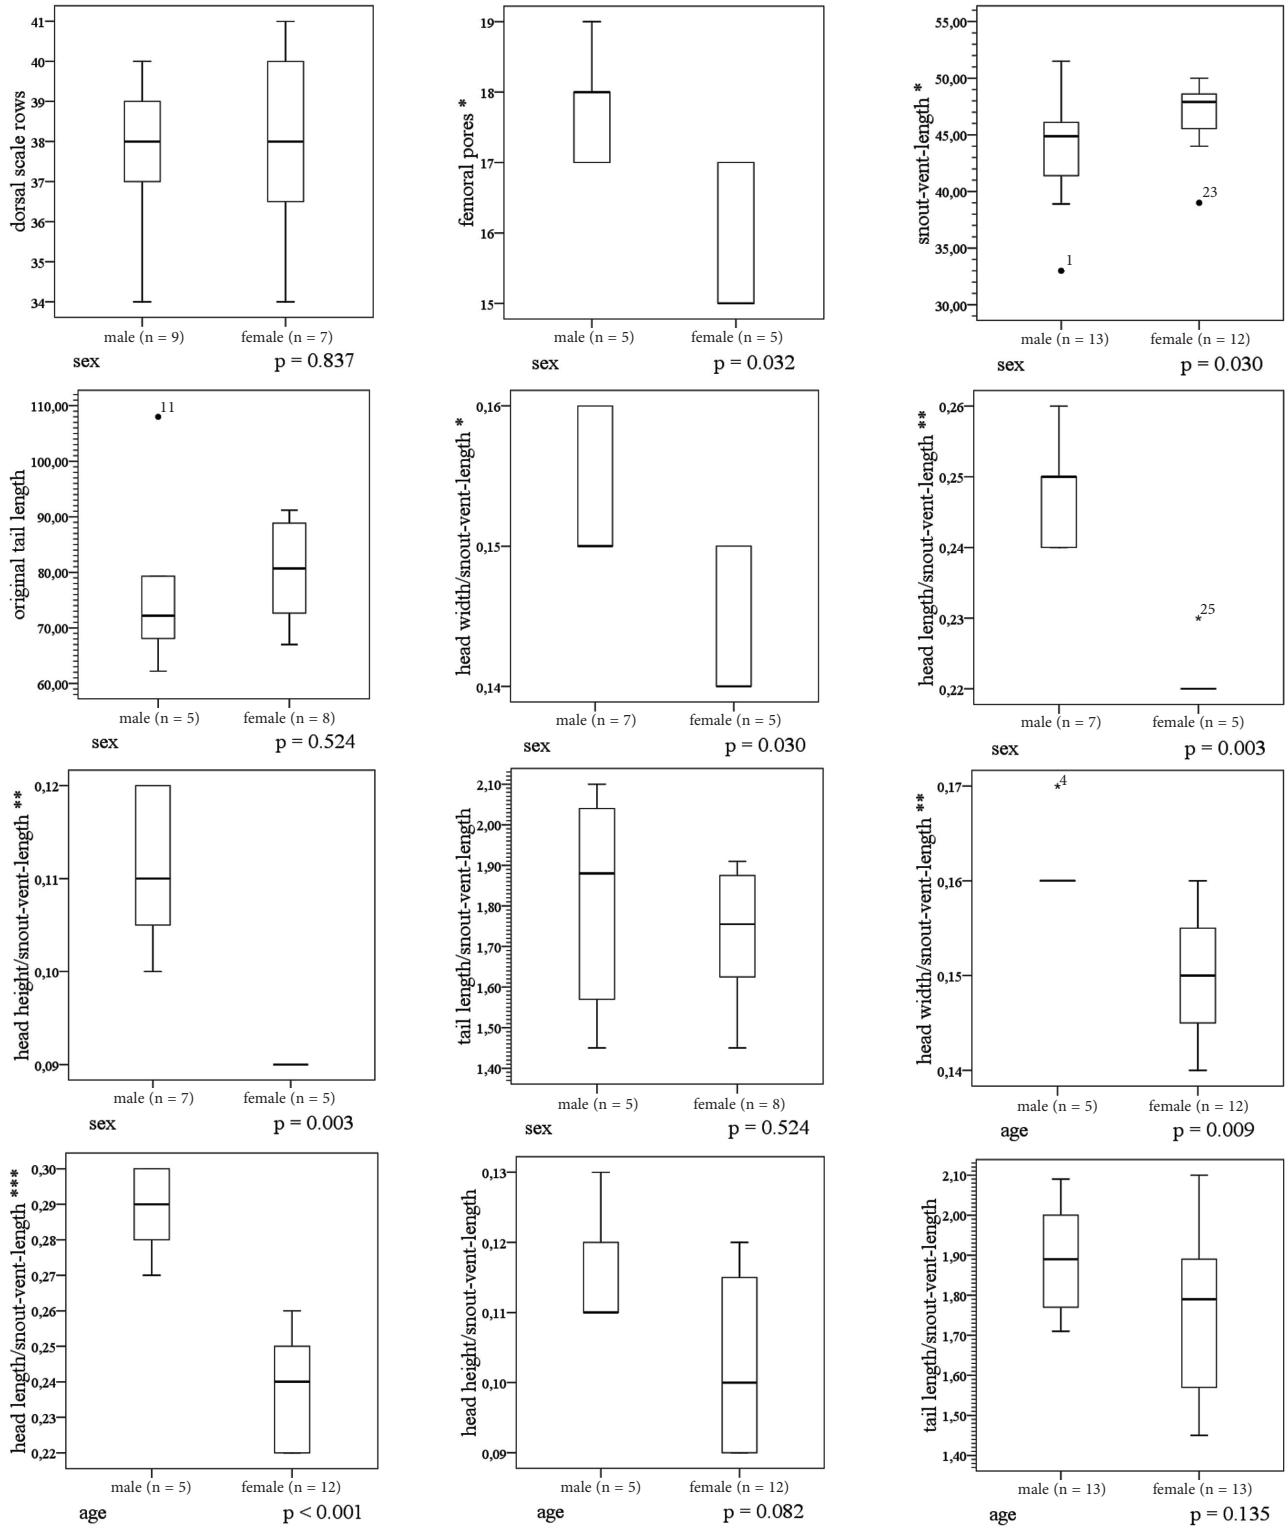 dorsal scale rows
41
40
39
38
37
36
35
34
male (n = 9) female (n = 7)
sex p = 0.837
femoral pores *
19
18
17
16
15
male (n = 5) female (n = 5)
sex p = 0.032
snout-vent-length *
55,00
50,00
45,00
40,00
35,00
30,00
1
23
male (n = 13) female (n = 12)
sex p = 0.030
original tail length
110,00
100,00
90,00
80,00
70,00
60,00
11
male (n = 5) female (n = 8)
sex p = 0.524
head width/snout-vent-length *
0,16
0,15
0,14
male (n = 7) female (n = 5)
sex p = 0.030
head length/snout-vent-length **
0,26
0,25
0,24
0,23
0,22
*25
male (n = 7) female (n = 5)
sex p = 0.003
head height/snout-vent-length **
0,12
0,11
0,10
0,09
male (n = 7) female (n = 5)
sex p = 0.003
tail length/snout-vent-length
2,10
2,00
1,90
1,80
1,70
1,60
1,50
1,40
male (n = 5) female (n = 8)
sex p = 0.524
head width/snout-vent-length **
0,17
0,16
0,15
0,14
*4
male (n = 5) female (n = 12)
age p = 0.009
head length/snout-vent-length ***
0,30
0,29
0,28
0,27
0,26
0,25
0,24
0,23
0,22
male (n = 5) female (n = 12)
age p < 0.001
head height/snout-vent-length
0,13
0,12
0,11
0,10
0,09
male (n = 5) female (n = 12)
age p = 0.082
tail length/snout-vent-length
2,10
2,00
1,90
1,80
1,70
1,60
1,50
1,40
male (n = 13) female (n = 13)
age p = 0.135